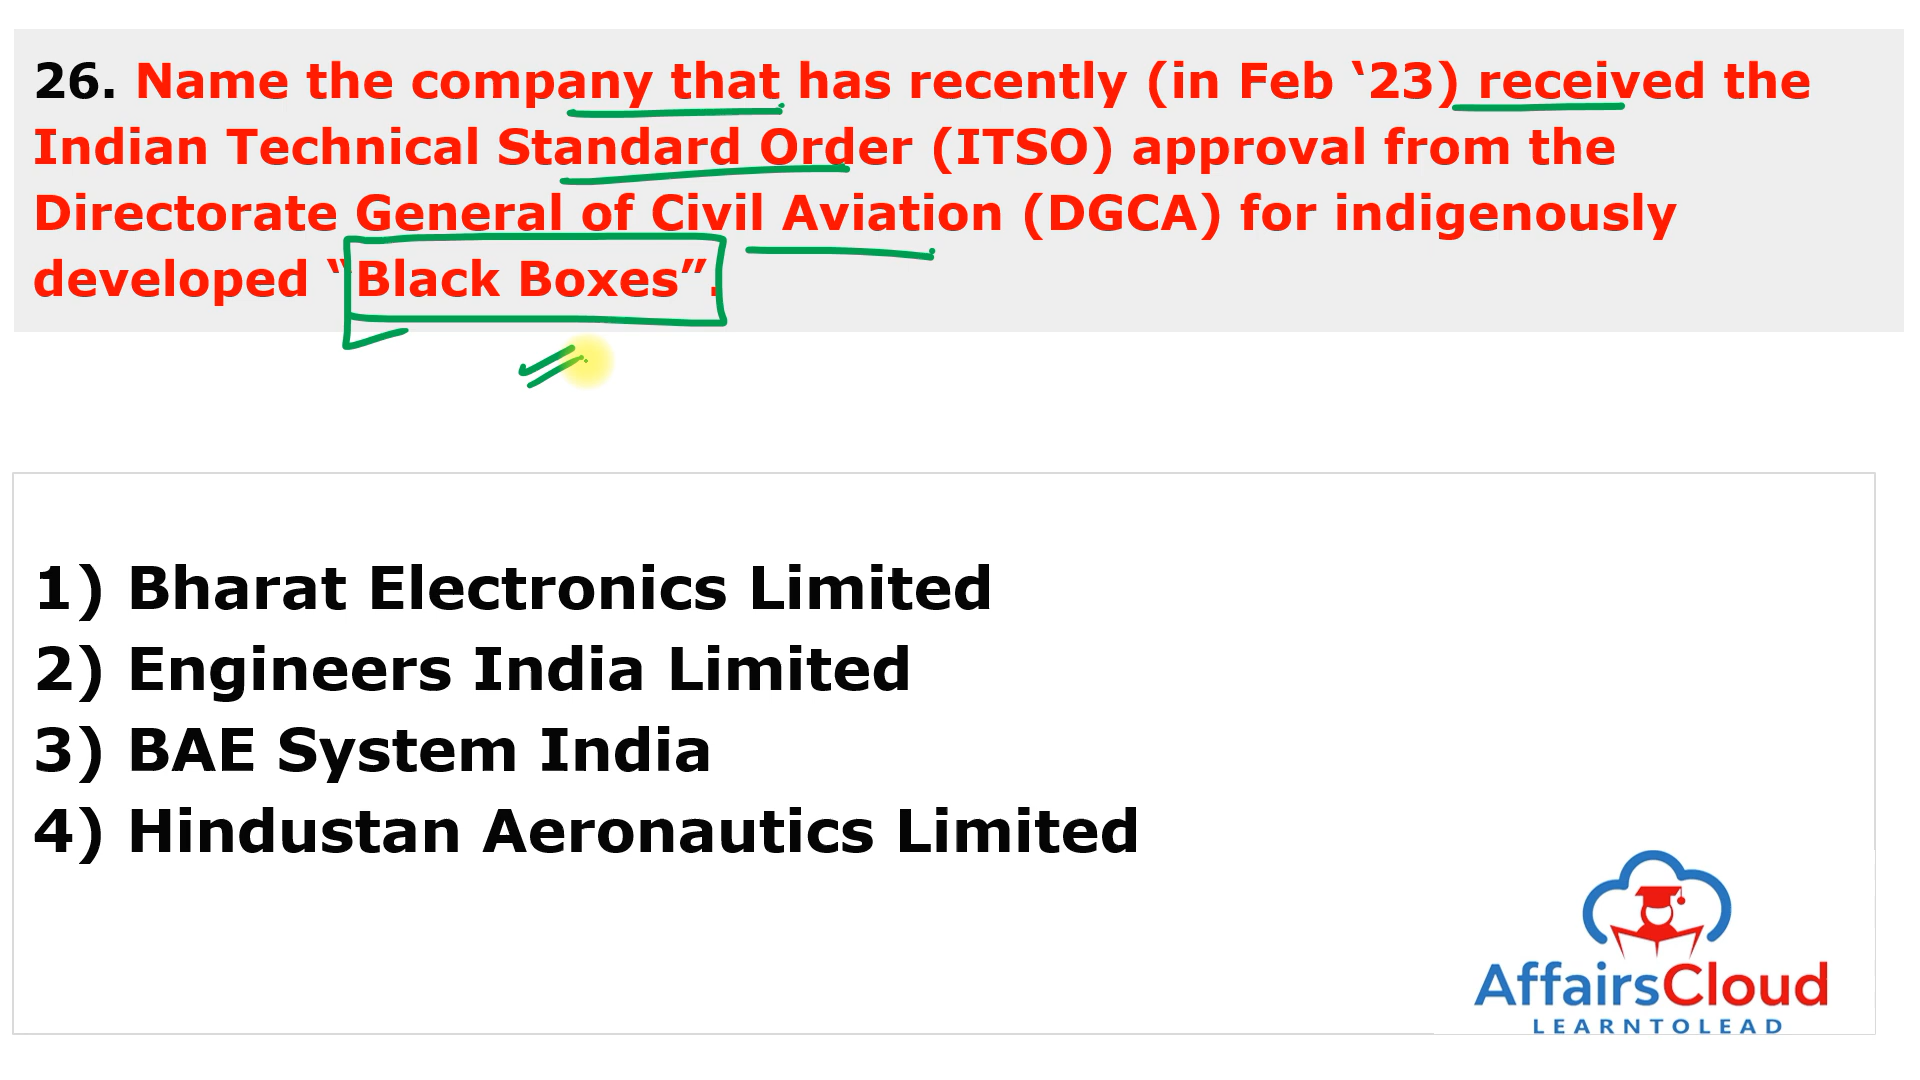 26. Name the company that has recently (in Feb ‘23) received the
Indian Technical Standard Order (ITSO) approval from the
Directorate General of Civil Aviation (DGCA) for indigenously
developed “Black Boxes”.
1) Bharat Electronics Limited
2) Engineers India Limited
3) BAE System India
4) Hindustan Aeronautics Limited
AffairsCloud
LEARNTOLEAD